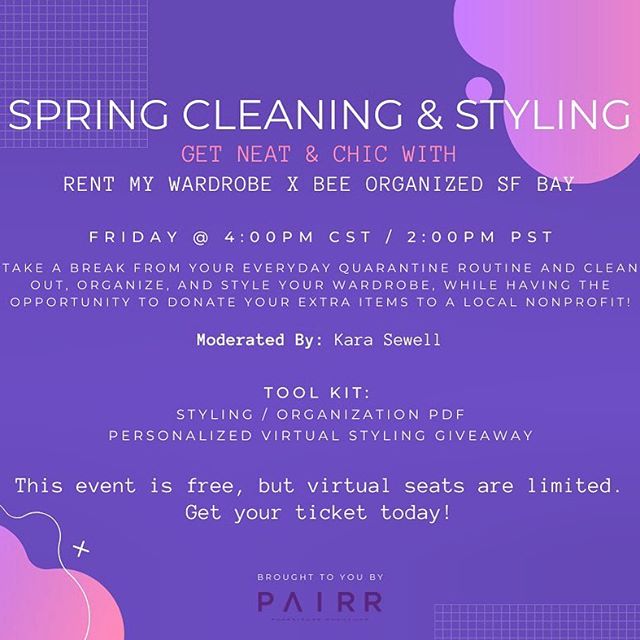 SPRING CLEANING & STYLING
GET NEAT & CHIC WITH
RENT MY WARDROBE X BEE ORGANIZED SF BAY
FRIDAY @ 4:00PM CST / 2:00PM PST
TAKE A BREAK FROM YOUR EVERYDAY QUARANTINE ROUTINE AND CLEAN
OUT, ORGANIZE, AND STYLE YOUR WARDROBE, WHILE HAVING THE
OPPORTUNITY TO DONATE YOUR EXTRA ITEMS TO A LOCAL NONPROFIT!
Moderated By: Kara Sewell
TOOL KIT:
STYLING / ORGANIZATION PDF
PERSONALIZED VIRTUAL STYLING GIVEAWAY
This event is free, but virtual seats are limited.
Get your ticket today!
BROUGHT TO YOU BY
PAIRR